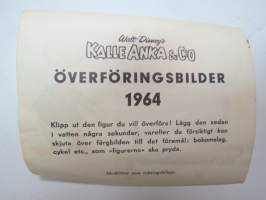 Walt Disney's
KALLE ANKA & CO
ÖVERFÖRINGSBILDER
1964
Klipp ut den figur du vill överföra! Lägg den sedan
i vatten några sekunder, varefter du försiktigt kan
skjuta över färgbilden till det föremål: bokomslag,
cykel etc., som »figurerna» ska pryda.